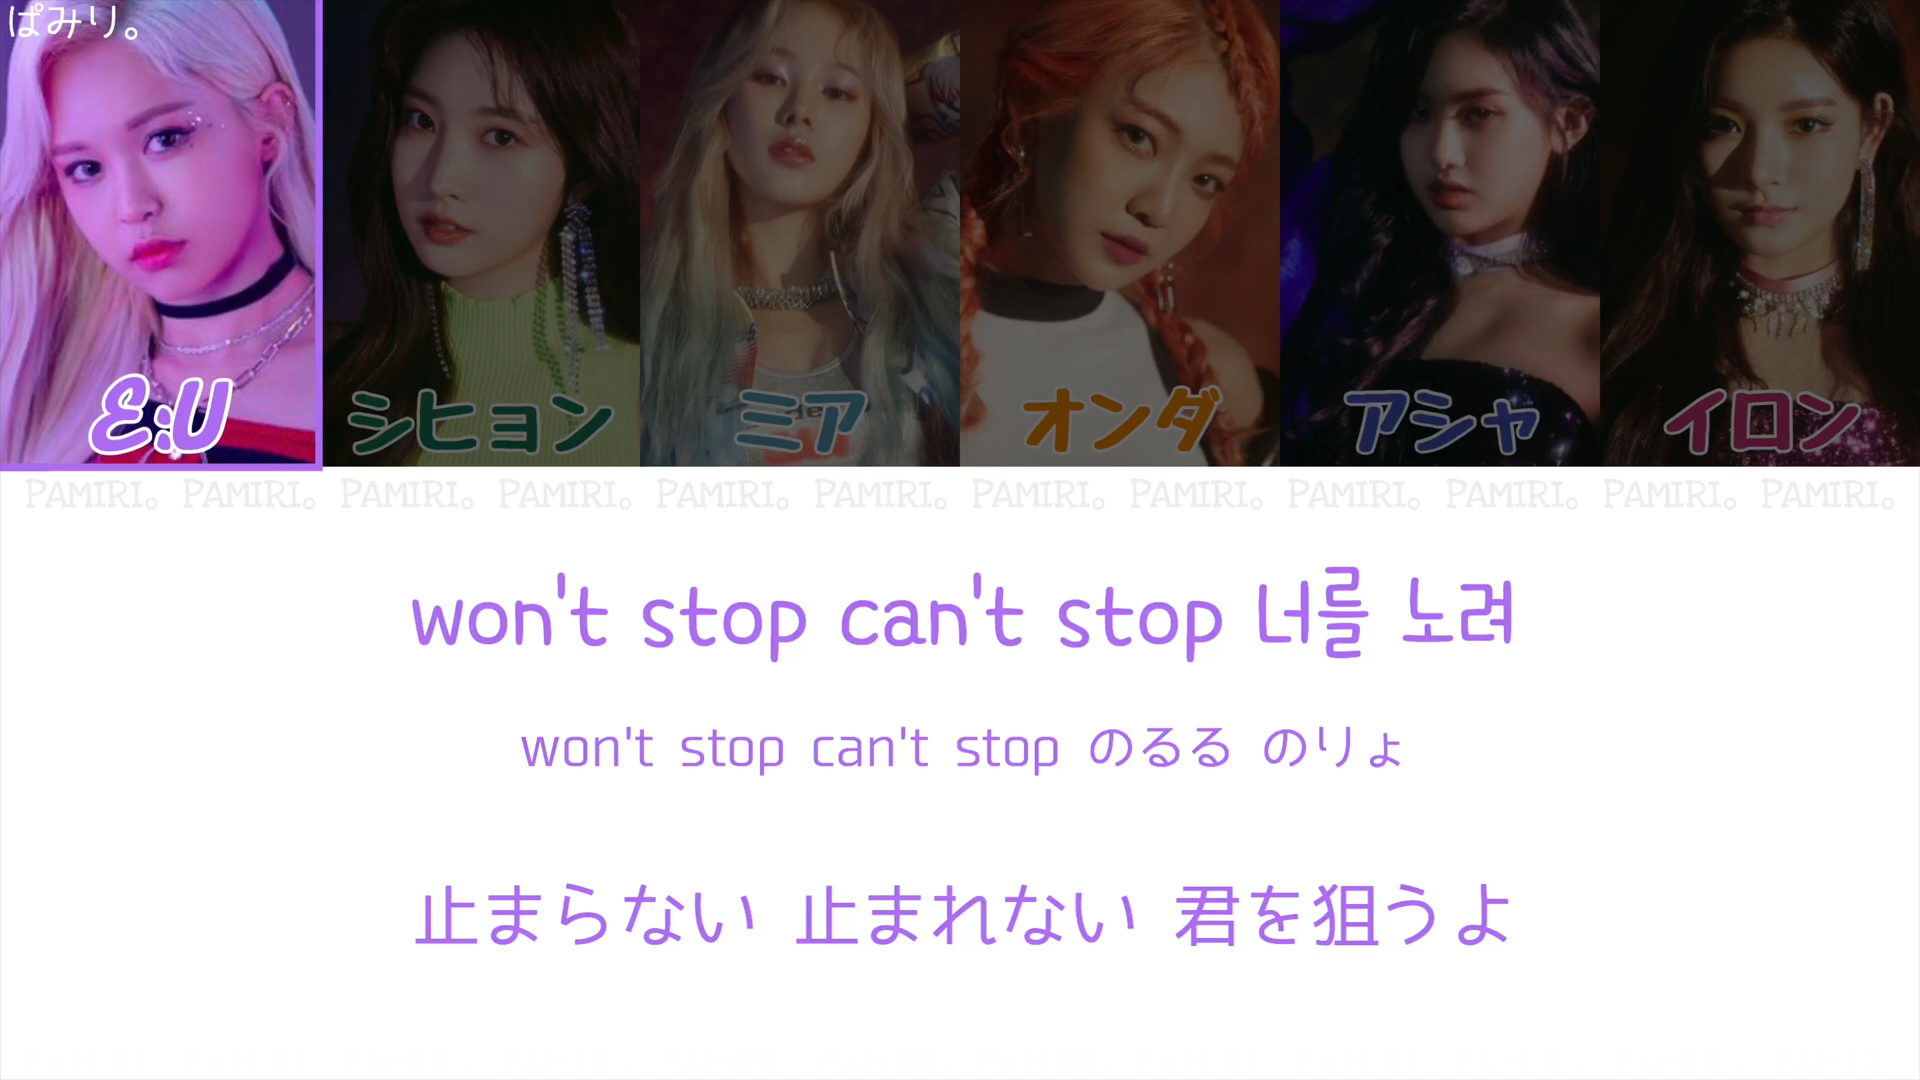 ぱみり。
E:U シヒョン ミア オンダ アシャ イロン
PAMIRI。 PAMIRI。 PAMIRI。 PAMIRI。 PAMIRI。 PAMIRI。 PAMIRI。 PAMIRI。 PAMIRI。 PAMIRI。 PAMIRI。 PAMIRI。
won't stop can't stop 너를 노려
won't stop can't stop のるる のりょ
止まらない 止まれない 君を狙うよ